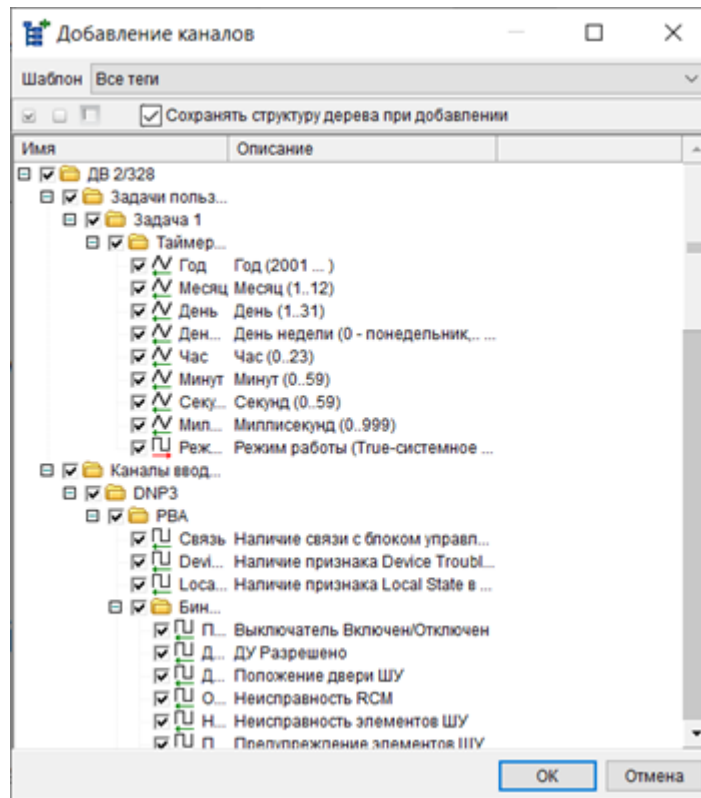 Добавление каналов
Шаблон Все теги
Сохранять структуру дерева при добавлении
Имя Описание
ДВ 2/328
Задачи польз...
Задача 1
Таймер...
Год Год (2001 ... )
Месяц Месяц (1..12)
День День (1..31)
Ден... День недели (0 - понедельник,.. ...
Час Час (0..23)
Минут Минут (0..59)
Секу... Секунд (0..59)
Мил... Миллисекунд (0..999)
Реж... Режим работы (True-системное ...
Каналы ввод...
DNP3
РВА
Связь Наличие связи с блоком управл...
Devi... Наличие признака Device Troubl...
Loca... Наличие признака Local State в ...
Бин...
П... Выключатель Включен/Отключен
Д... ДУ Разрешено
Д... Положение двери ШУ
О... Неисправность RCM
Н... Неисправность элементов ШУ
П... Предупреждение элементов ШУ
ОК Отмена